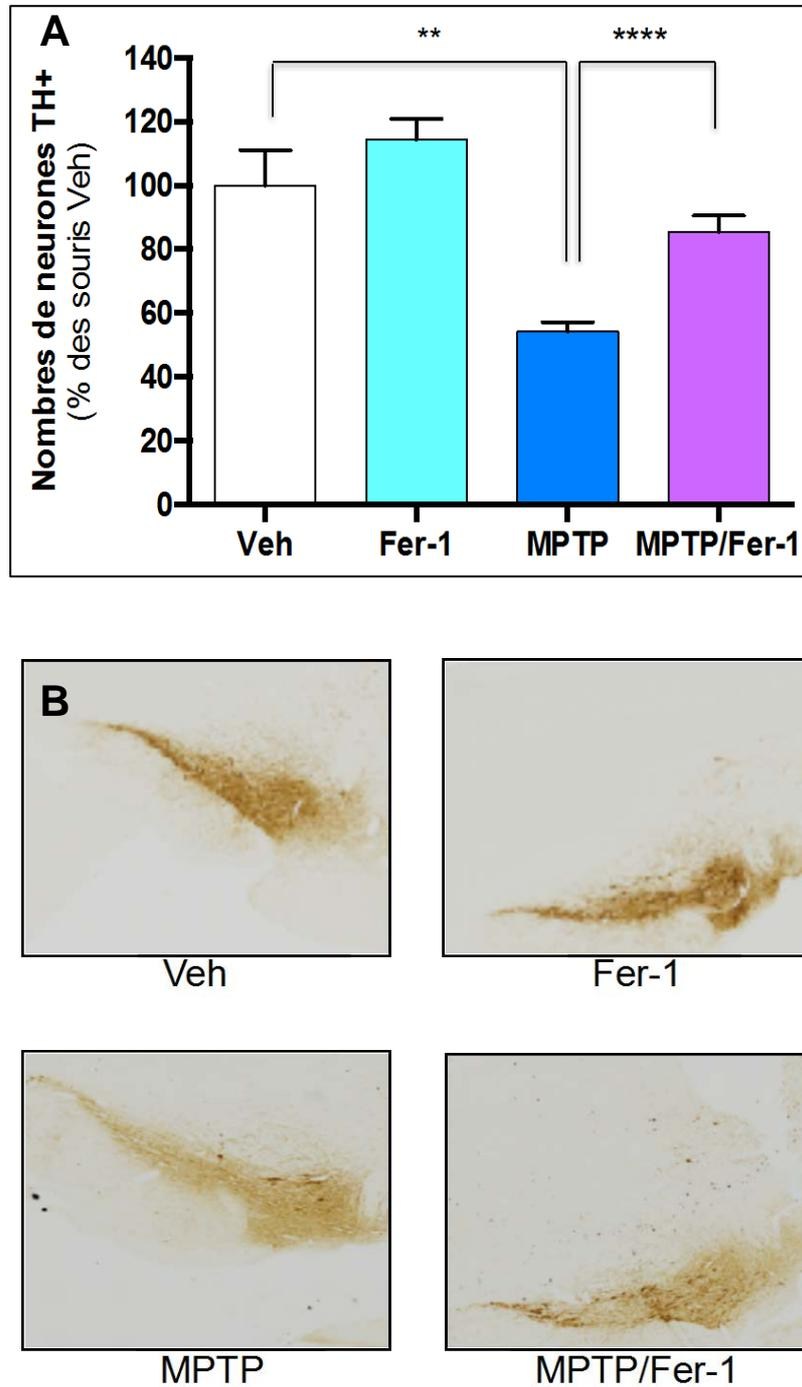 A
** ****
Nombres de neurones TH+
(% des souris Veh)
140
120
100
80
60
40
20
0
Veh Fer-1 MPTP MPTP/Fer-1
B
Veh Fer-1
MPTP MPTP/Fer-1